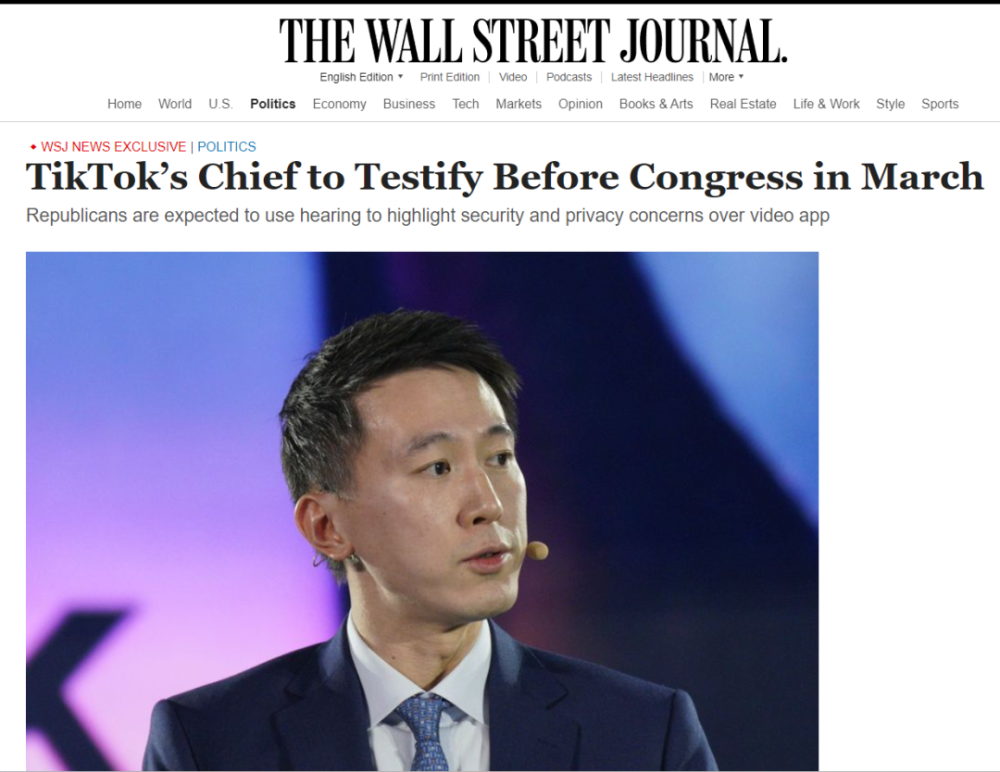 THE WALL STREET JOURNAL.
English Edition ▾ Print Edition | Video | Podcasts | Latest Headlines | More ▾
Home World U.S. Politics Economy Business Tech Markets Opinion Books & Arts Real Estate Life & Work Style Sports
◆ WSJ NEWS EXCLUSIVE | POLITICS
TikTok’s Chief to Testify Before Congress in March
Republicans are expected to use hearing to highlight security and privacy concerns over video app